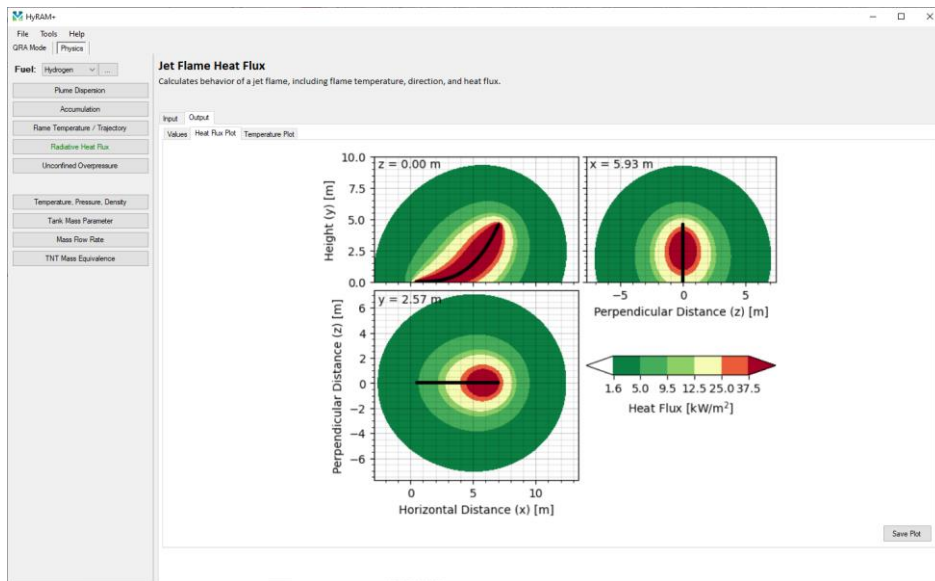 HyRAM+
File Tools Help
QRA Mode Physics
Fuel: Hydrogen ...
Plume Dispersion
Accumulation
Flame Temperature / Trajectory
Radiative Heat Flux
Unconfined Overpressure
Temperature, Pressure, Density
Tank Mass Parameter
Mass Flow Rate
TNT Mass Equivalence
Jet Flame Heat Flux
Calculates behavior of a jet flame, including flame temperature, direction, and heat flux.
Input Output
Values Heat Flux Plot Temperature Plot
z = 0.00 m
10.0
7.5
5.0
2.5
0.0
Height (y) [m]
x = 5.93 m
−5 0 5
Perpendicular Distance (z) [m]
y = 2.57 m
6
4
2
0
−2
−4
−6
Perpendicular Distance (z) [m]
0 5 10
Horizontal Distance (x) [m]
1.6 5.0 9.5 12.5 25.0 37.5
Heat Flux [kW/m²]
Save Plot